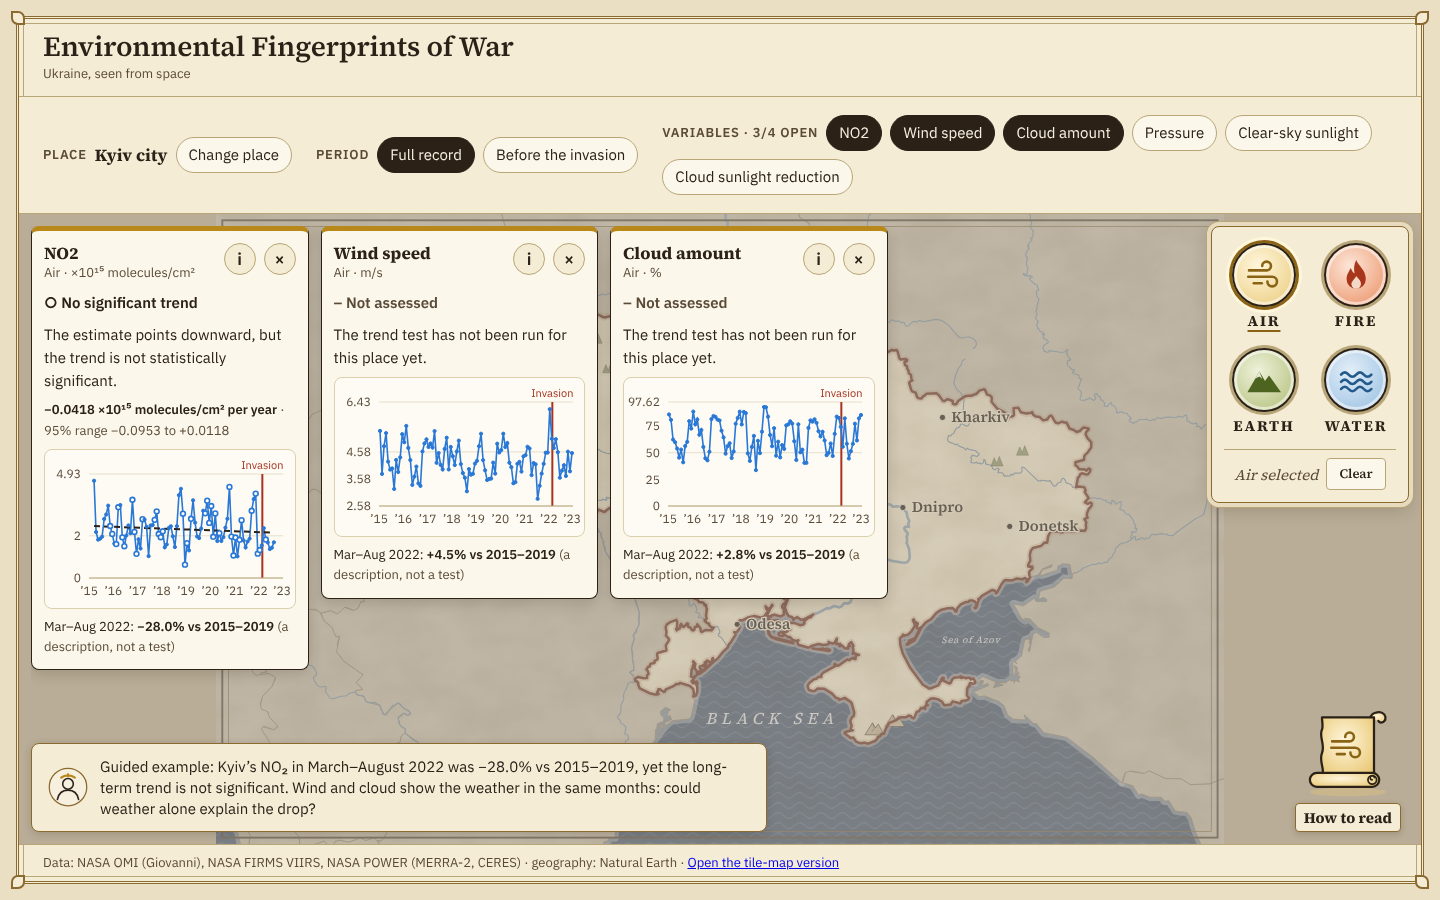 Environmental Fingerprints of War
Ukraine, seen from space
PLACE Kyiv city Change place
PERIOD Full record Before the invasion
VARIABLES · 3/4 OPEN NO2 Wind speed Cloud amount Pressure Clear-sky sunlight
Cloud sunlight reduction
NO2 i ×
Air · ×10¹⁵ molecules/cm²
No significant trend
The estimate points downward, but
the trend is not statistically
significant.
−0.0418 ×10¹⁵ molecules/cm² per year ·
95% range −0.0953 to +0.0118
Invasion
4.93
2
0
’15 ’16 ’17 ’18 ’19 ’20 ’21 ’22 ’23
Mar–Aug 2022: −28.0% vs 2015–2019 (a
description, not a test)
Wind speed i ×
Air · m/s
– Not assessed
The trend test has not been run for
this place yet.
Invasion
6.43
4.58
3.58
2.58
’15 ’16 ’17 ’18 ’19 ’20 ’21 ’22 ’23
Mar–Aug 2022: +4.5% vs 2015–2019 (a
description, not a test)
Cloud amount i ×
Air · %
– Not assessed
The trend test has not been run for
this place yet.
Invasion
97.62
75
50
25
0
’15 ’16 ’17 ’18 ’19 ’20 ’21 ’22 ’23
Mar–Aug 2022: +2.8% vs 2015–2019 (a
description, not a test)
Kharkiv
Dnipro
Donetsk
Odesa
Sea of Azov
BLACK SEA
AIR FIRE
EARTH WATER
Air selected Clear
Guided example: Kyiv’s NO₂ in March–August 2022 was −28.0% vs 2015–2019, yet the long-
term trend is not significant. Wind and cloud show the weather in the same months: could
weather alone explain the drop?
How to read
Data: NASA OMI (Giovanni), NASA FIRMS VIIRS, NASA POWER (MERRA-2, CERES) · geography: Natural Earth · Open the tile-map version